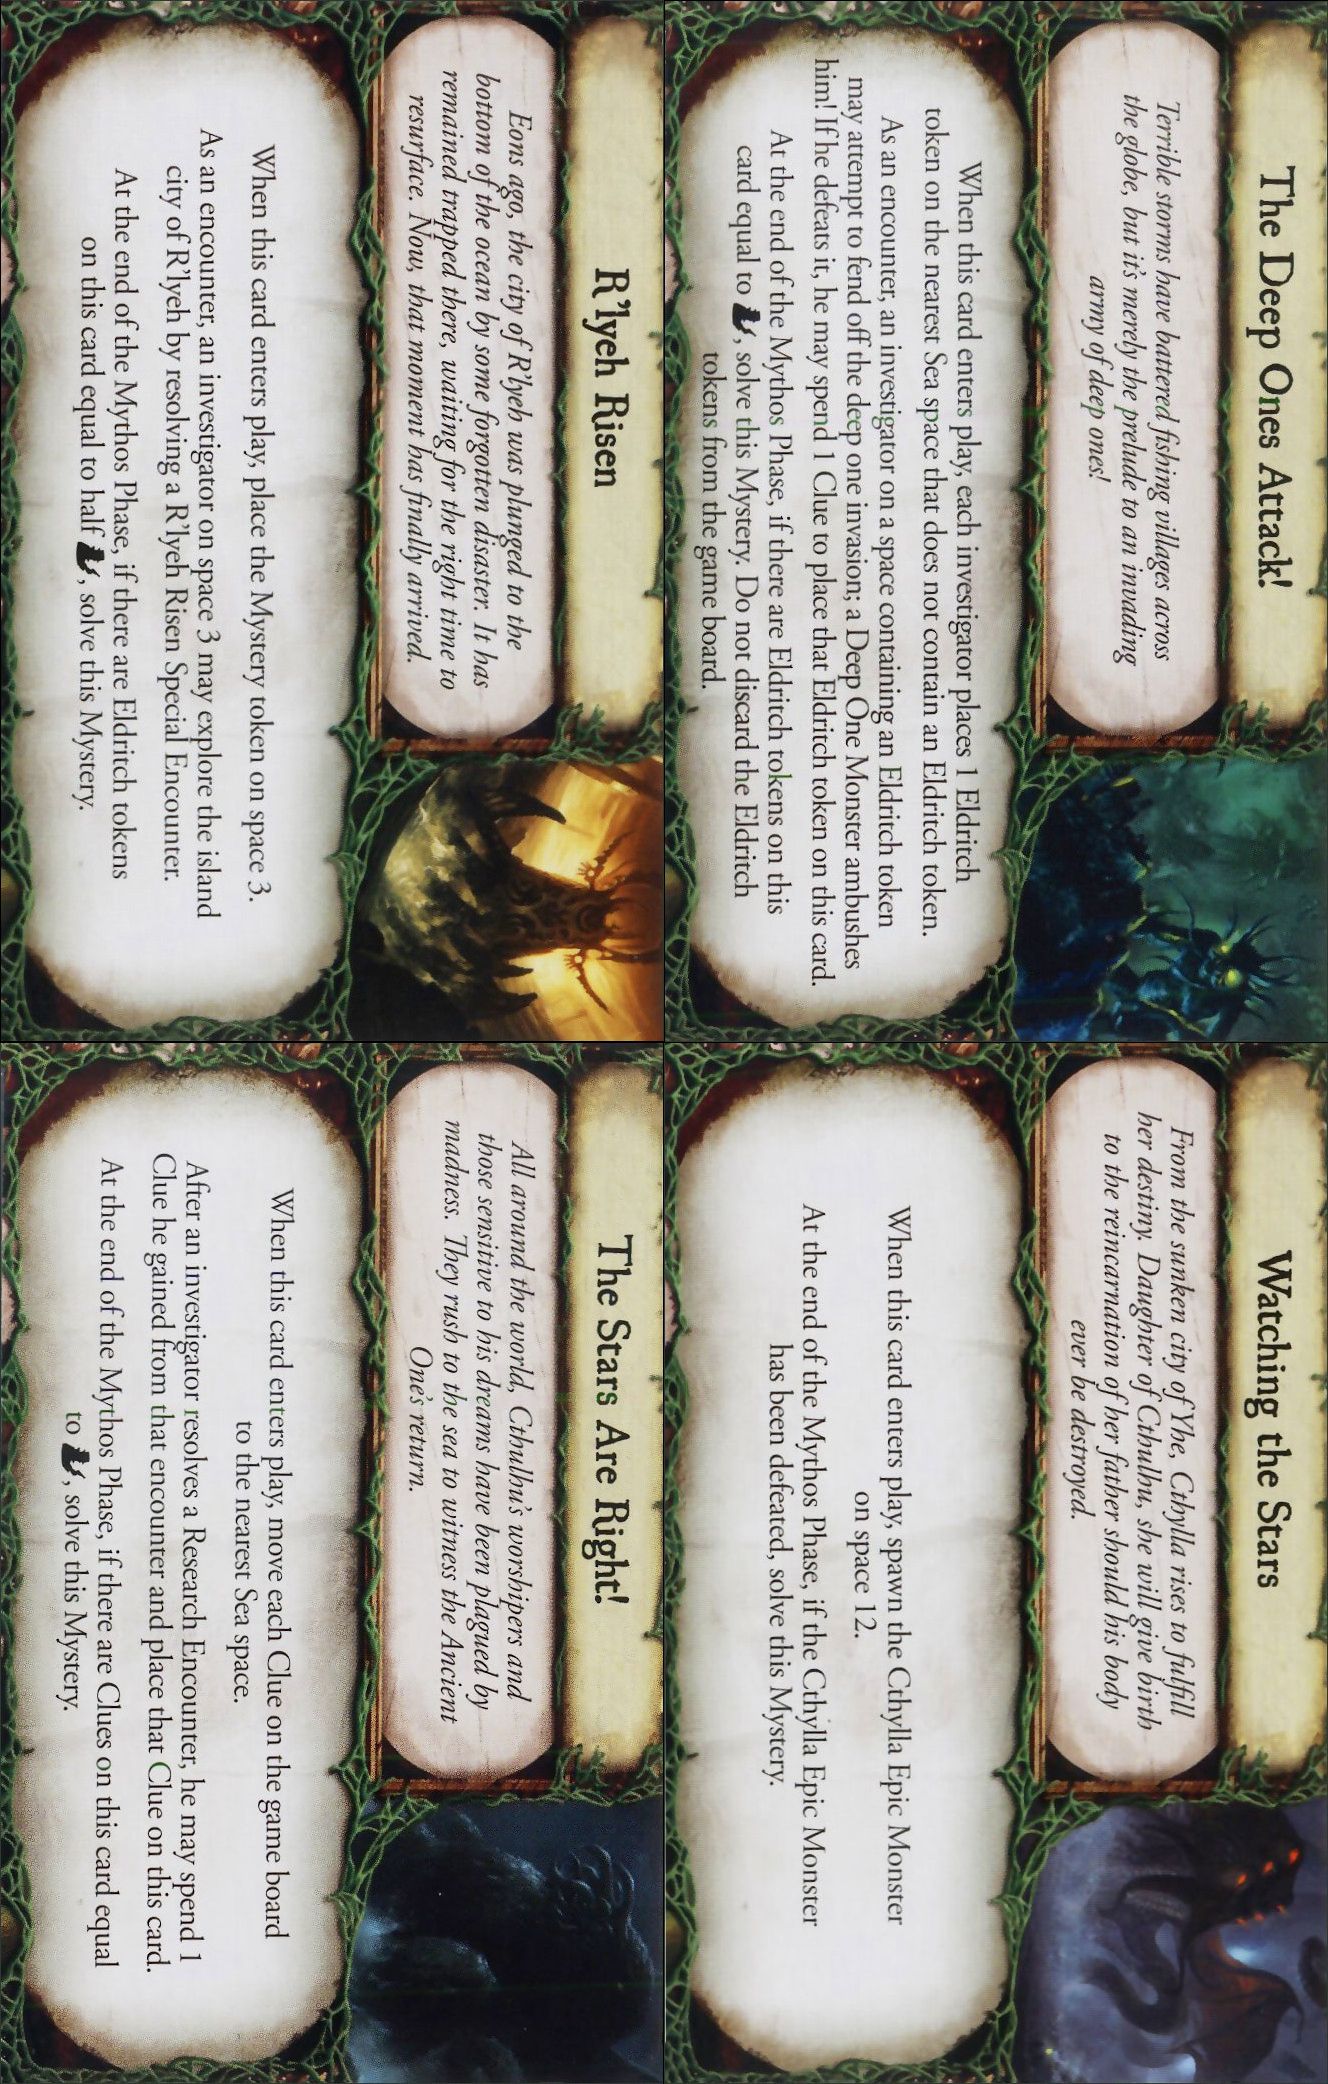 The Deep Ones Attack!
Terrible storms have battered fishing villages across
the globe, but it's merely the prelude to an invading
army of deep ones!
When this card enters play, each investigator places 1 Eldritch
token on the nearest Sea space that does not contain an Eldritch token.
As an encounter, an investigator on a space containing an Eldritch token
may attempt to fend off the deep one invasion; a Deep One Monster ambushes
him! If he defeats it, he may spend 1 Clue to place that Eldritch token on this card.
At the end of the Mythos Phase, if there are Eldritch tokens on this
card equal to , solve this Mystery. Do not discard the Eldritch
tokens from the game board.
Watching the Stars
From the sunken city of Yhe, Cthylla rises to fulfill
her destiny. Daughter of Cthulhu, she will give birth
to the reincarnation of her father should his body
ever be destroyed.
When this card enters play, spawn the Cthylla Epic Monster
on space 12.
At the end of the Mythos Phase, if the Cthylla Epic Monster
has been defeated, solve this Mystery.
R'lyeh Risen
Eons ago, the city of R'lyeh was plunged to the
bottom of the ocean by some forgotten disaster. It has
remained trapped there, waiting for the right time to
resurface. Now, that moment has finally arrived.
When this card enters play, place the Mystery token on space 3.
As an encounter, an investigator on space 3 may explore the island
city of R'lyeh by resolving a R'lyeh Risen Special Encounter.
At the end of the Mythos Phase, if there are Eldritch tokens
on this card equal to half , solve this Mystery.
The Stars Are Right!
All around the world, Cthulhu's worshipers and
those sensitive to his dreams have been plagued by
madness. They rush to the sea to witness the Ancient
One's return.
When this card enters play, move each Clue on the game board
to the nearest Sea space.
After an investigator resolves a Research Encounter, he may spend 1
Clue he gained from that encounter and place that Clue on this card.
At the end of the Mythos Phase, if there are Clues on this card equal
to , solve this Mystery.